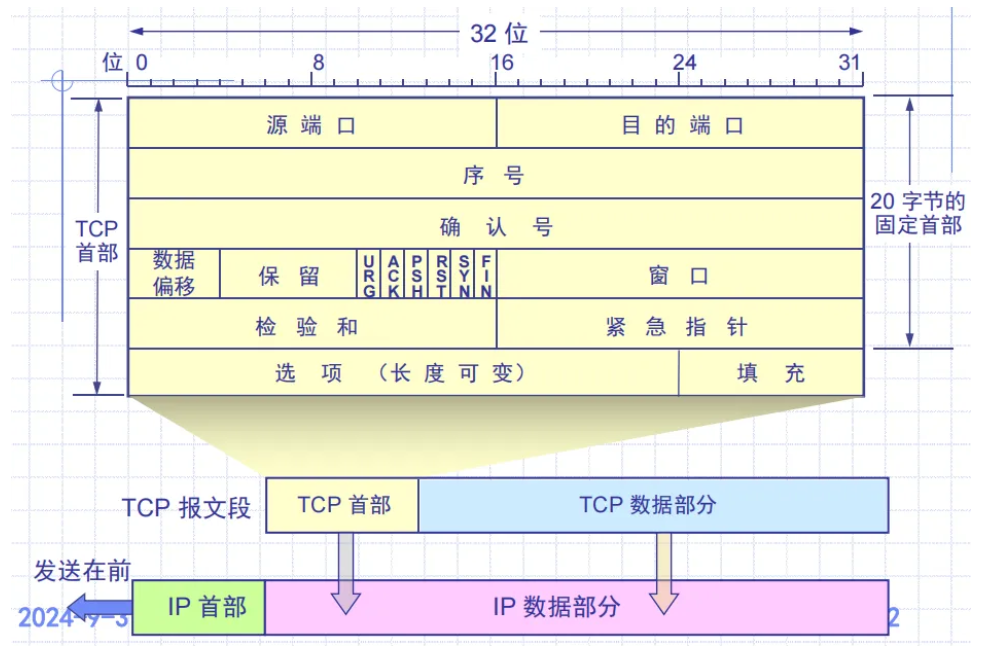 32 位
位 0 8 16 24 31
源 端 口 目 的 端 口
序 号
TCP
首部
确 认 号
20 字节的
固定首部
数据
偏移
保 留
URG
ACK
PSH
RST
SYN
FIN
窗 口
检 验 和 紧 急 指 针
选 项 （长 度 可 变） 填 充
TCP 报文段 TCP 首部 TCP 数据部分
发送在前
IP 首部 IP 数据部分
2024-9-3 2